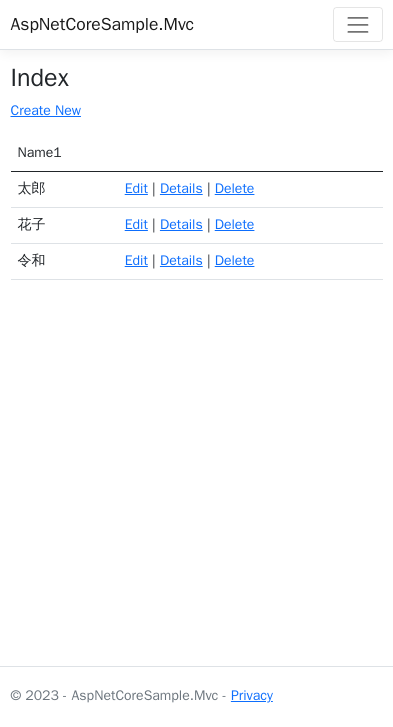 AspNetCoreSample.Mvc
Index
Create New
Name1
太郎 Edit | Details | Delete
花子 Edit | Details | Delete
令和 Edit | Details | Delete
© 2023 - AspNetCoreSample.Mvc - Privacy